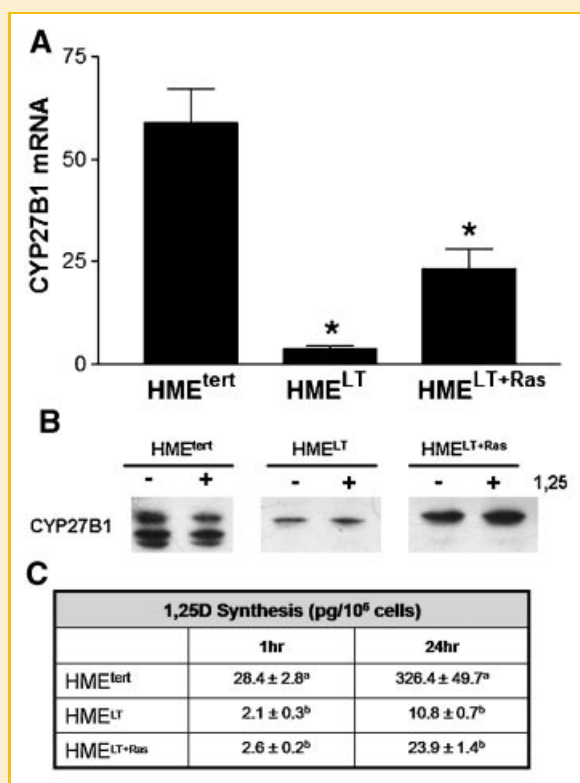 A
CYP27B1 mRNA
75
50
25
0
HMEtert HMELT HMELT+Ras
* *
B
HMEtert HMELT HMELT+Ras
- + - + - + 1,25
CYP27B1
C
1,25D Synthesis (pg/10⁶ cells)
1hr 24hr
HMEtert 28.4 ± 2.8ᵃ 326.4 ± 49.7ᵃ
HMELT 2.1 ± 0.3ᵇ 10.8 ± 0.7ᵇ
HMELT+Ras 2.6 ± 0.2ᵇ 23.9 ± 1.4ᵇ